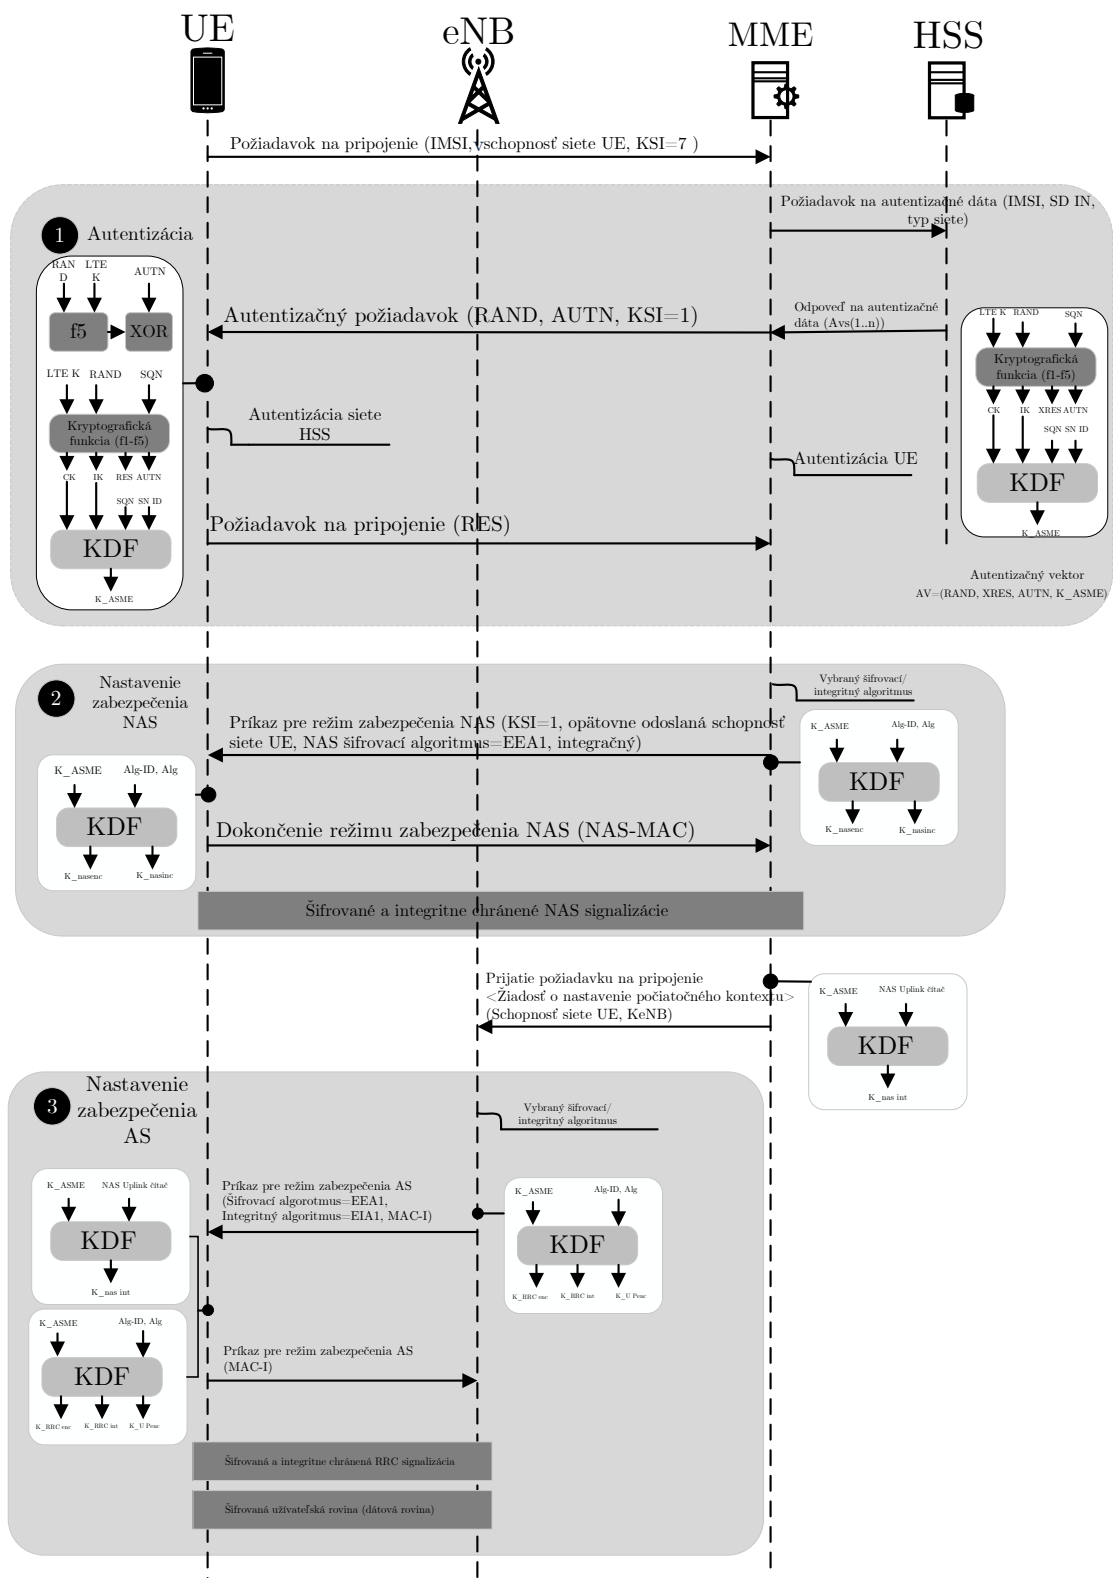 UE
eNB
MME
HSS
Požiadavok na pripojenie (IMSI,vschopnosť siete UE, KSI=7 )
Požiadavok na autentizačné dáta (IMSI, SD IN,
typ siete)
1
Autentizácia
RAN
D
LTE
K
AUTN
f5
XOR
Autentizačný požiadavok (RAND, AUTN, KSI=1)
Odpoveď na autentizačné
dáta (Avs(1..n))
LTE K
RAND
SQN
Kryptografická
funkcia (f1-f5)
CK
IK
XRES
AUTN
SQN
SN ID
KDF
K_ASME
LTE K
RAND
SQN
Kryptografická
funkcia (f1-f5)
CK
IK
RES
AUTN
SQN
SN ID
KDF
K_ASME
Autentizácia siete
HSS
Autentizácia UE
Požiadavok na pripojenie (RES)
Autentizačný vektor
AV=(RAND, XRES, AUTN, K_ASME)
2
Nastavenie
zabezpečenia
NAS
Vybraný šifrovací/
integritný algoritmus
Príkaz pre režim zabezpečenia NAS (KSI=1, opätovne odoslaná schopnosť
siete UE, NAS šifrovací algoritmus=EEA1, integračný)
K_ASME
Alg-ID, Alg
KDF
K_nasenc
K_nasinc
K_ASME
Alg-ID, Alg
KDF
K_nasenc
K_nasinc
Dokončenie režimu zabezpečenia NAS (NAS-MAC)
Šifrované a integritne chránené NAS signalizácie
Prijatie požiadavku na pripojenie
<Žiadosť o nastavenie počiatočného kontextu>
(Schopnosť siete UE, KeNB)
K_ASME
NAS Uplink čítač
KDF
K_nas int
3
Nastavenie
zabezpečenia
AS
Vybraný šifrovací/
integritný algoritmus
K_ASME
NAS Uplink čítač
KDF
K_nas int
Príkaz pre režim zabezpečenia AS
(Šifrovací algorotmus=EEA1,
Integritný algoritmus=EIA1, MAC-I)
K_ASME
Alg-ID, Alg
KDF
K_RRC enc
K_RRC int
K_U Penc
K_ASME
Alg-ID, Alg
KDF
K_RRC enc
K_RRC int
K_U Penc
Príkaz pre režim zabezpečenia AS
(MAC-I)
Šifrovaná a integritne chránená RRC signalizácia
Šifrovaná užívateľská rovina (dátová rovina)